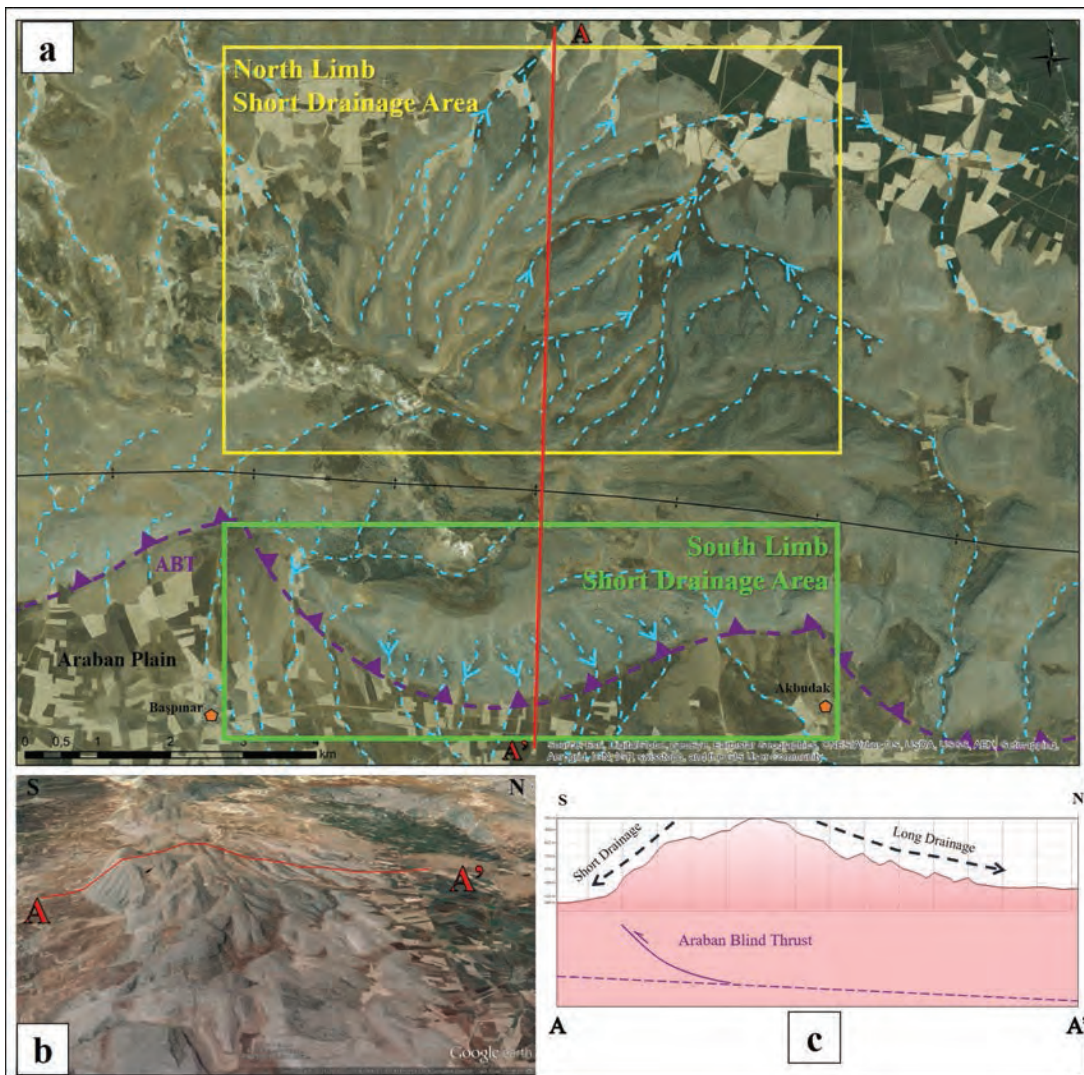 a
A
N
North Limb
Short Drainage Area
ABT
South Limb
Short Drainage Area
Araban Plain
Başpınar
Akbudak
0 0,5 1 2 3 4
km
A'
S N
A A'
b
Google earth
S N
Short Drainage
Long Drainage
Araban Blind Thrust
A A'
c